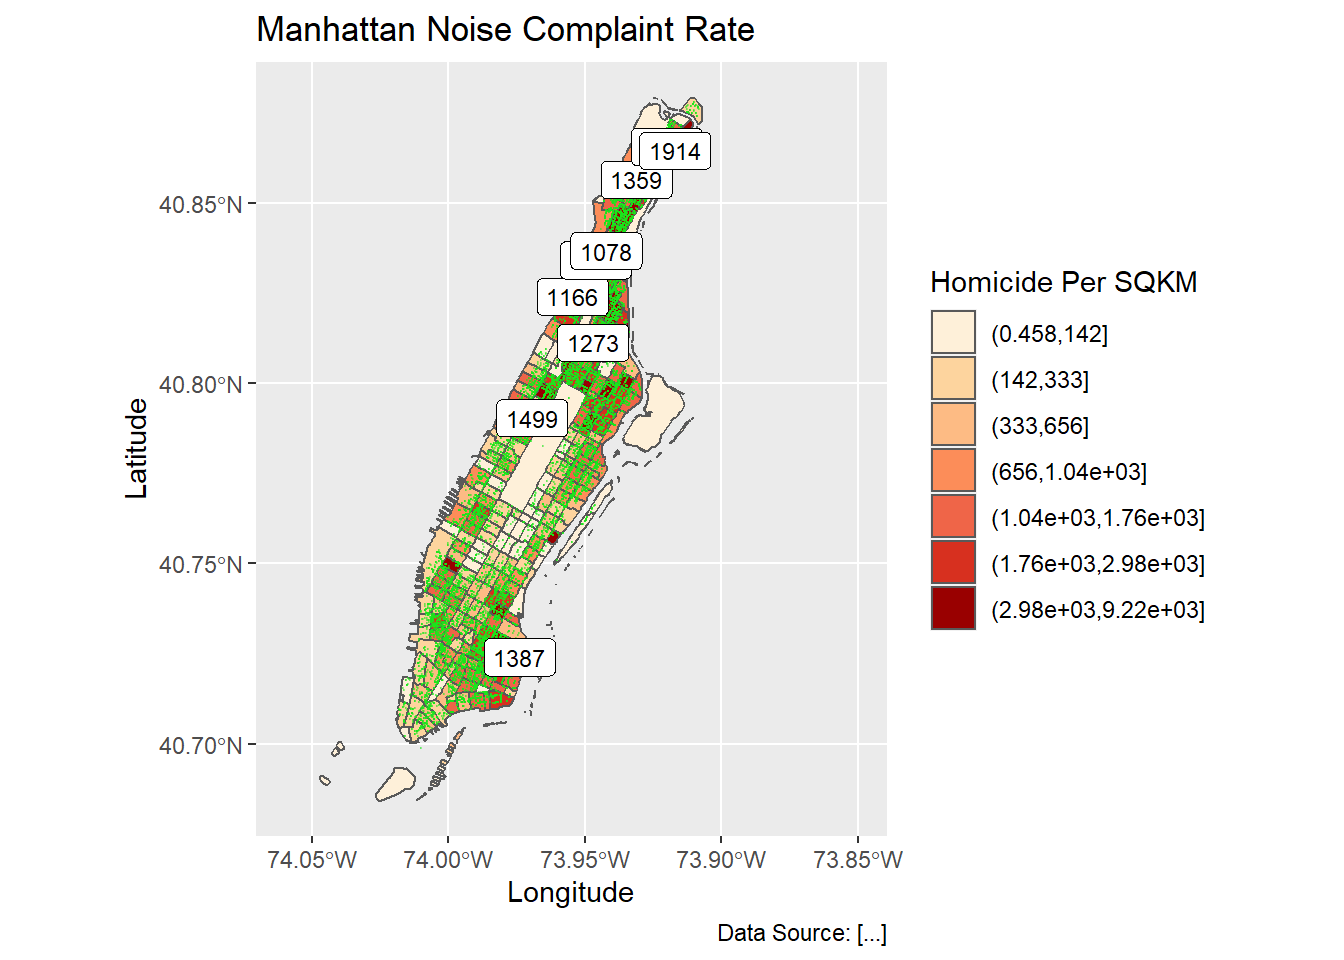 Manhattan Noise Complaint Rate
1914
1359
1078
1166
1273
1499
1387
40.85°N
40.80°N
40.75°N
40.70°N
Latitude
74.05°W 74.00°W 73.95°W 73.90°W 73.85°W
Longitude
Homicide Per SQKM
(0.458,142]
(142,333]
(333,656]
(656,1.04e+03]
(1.04e+03,1.76e+03]
(1.76e+03,2.98e+03]
(2.98e+03,9.22e+03]
Data Source: [...]